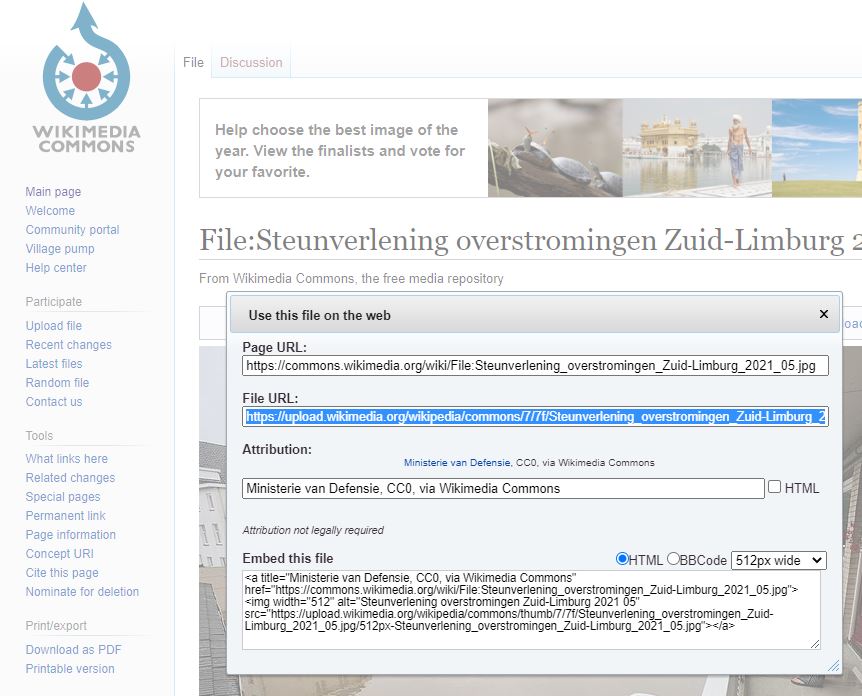 WIKIMEDIA
COMMONS
Main page
Welcome
Community portal
Village pump
Help center
Participate
Upload file
Recent changes
Latest files
Random file
Contact us
Tools
What links here
Related changes
Special pages
Permanent link
Page information
Concept URI
Cite this page
Nominate for deletion
Print/export
Download as PDF
Printable version
File Discussion
Help choose the best image of the
year. View the finalists and vote for
your favorite.
File:Steunverlening overstromingen Zuid-Limburg 2
From Wikimedia Commons, the free media repository
Use this file on the web
Page URL:
https://commons.wikimedia.org/wiki/File:Steunverlening_overstromingen_Zuid-Limburg_2021_05.jpg
File URL:
https://upload.wikimedia.org/wikipedia/commons/7/7f/Steunverlening_overstromingen_Zuid-Limburg_2
Attribution:
Ministerie van Defensie, CC0, via Wikimedia Commons
Ministerie van Defensie, CC0, via Wikimedia Commons HTML
Attribution not legally required
Embed this file HTML BBCode 512px wide
<a title="Ministerie van Defensie, CC0, via Wikimedia Commons"
href="https://commons.wikimedia.org/wiki/File:Steunverlening_overstromingen_Zuid-Limburg_2021_05.jpg">
<img width="512" alt="Steunverlening overstromingen Zuid-Limburg 2021 05"
src="https://upload.wikimedia.org/wikipedia/commons/thumb/7/7f/Steunverlening_overstromingen_Zuid-
Limburg_2021_05.jpg/512px-Steunverlening_overstromingen_Zuid-Limburg_2021_05.jpg"></a>